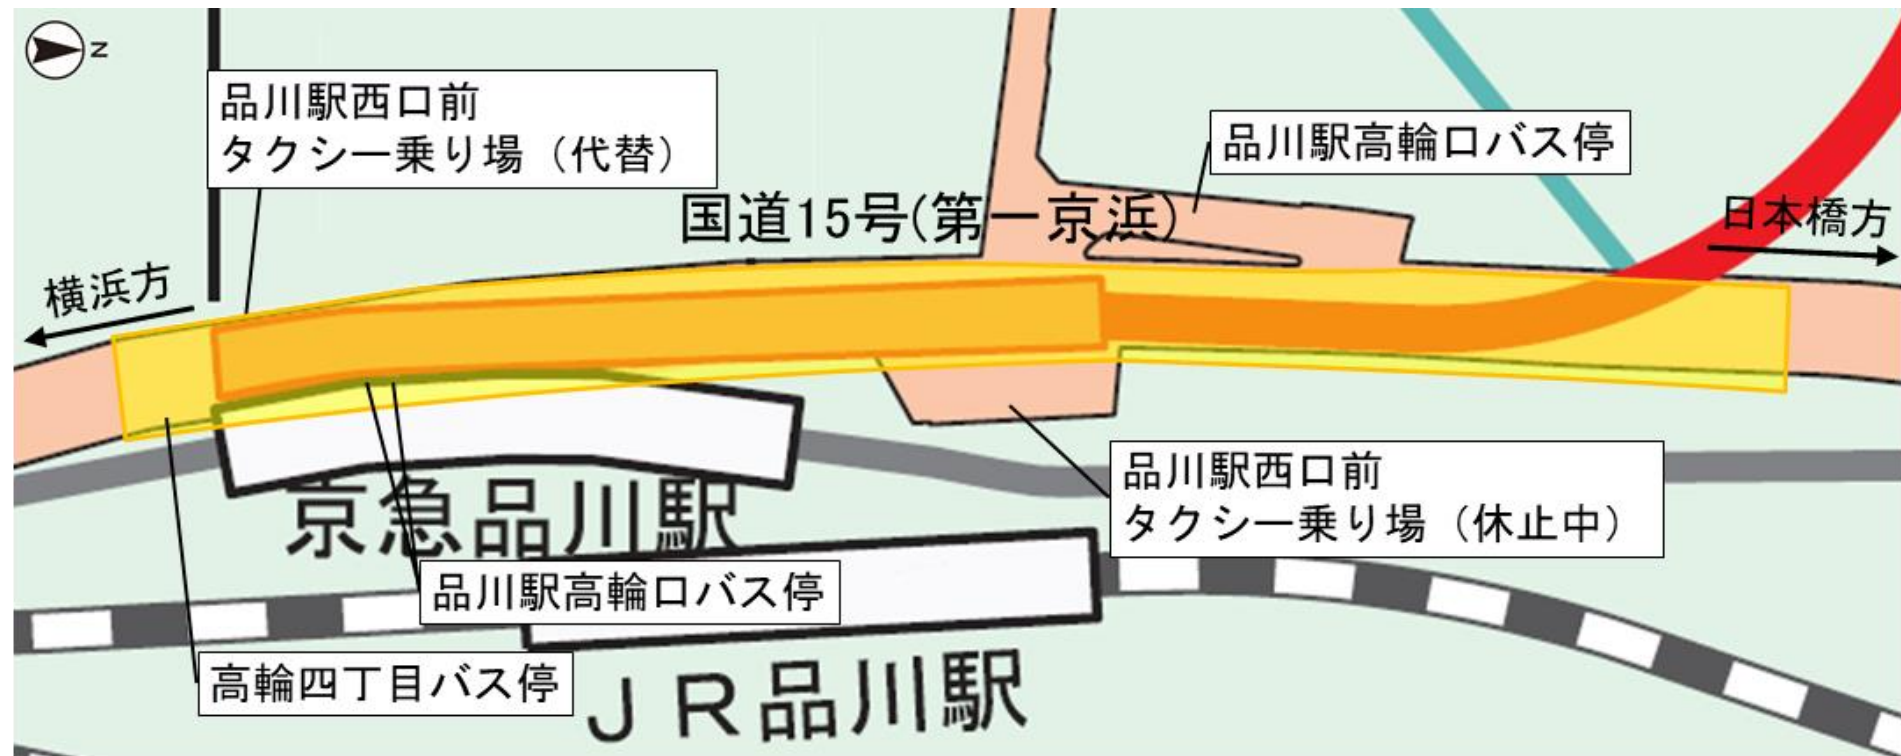 N
品川駅西口前
タクシー乗り場（代替）
品川駅高輪口バス停
国道15号(第一京浜)
日本橋方
横浜方
京急品川駅
品川駅西口前
タクシー乗り場（休止中）
品川駅高輪口バス停
高輪四丁目バス停
ＪＲ品川駅